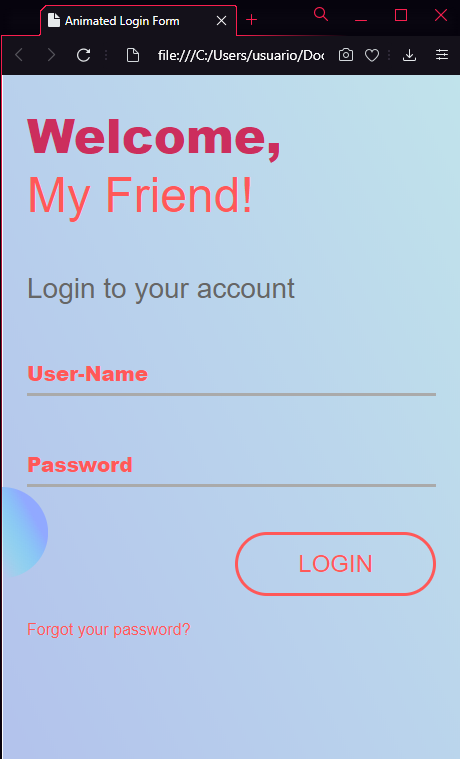 Animated Login Form
file:///C:/Users/usuario/Doc
Welcome,
My Friend!
Login to your account
User-Name
Password
LOGIN
Forgot your password?